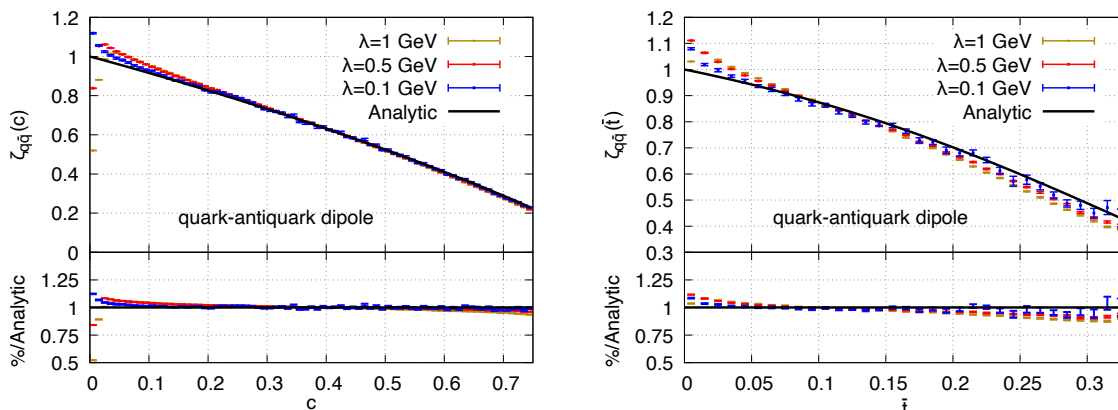 ζqq̄(c)
1.2
1
0.8
0.6
0.4
0.2
0
λ=1 GeV
λ=0.5 GeV
λ=0.1 GeV
Analytic
quark-antiquark dipole
%/Analytic
1.25
1
0.75
0.5
0 0.1 0.2 0.3 0.4 0.5 0.6 0.7
c
ζqq̄(t̄)
1.2
1.1
1
0.9
0.8
0.7
0.6
0.5
0.4
0.3
λ=1 GeV
λ=0.5 GeV
λ=0.1 GeV
Analytic
quark-antiquark dipole
%/Analytic
1.25
1
0.75
0.5
0 0.05 0.1 0.15 0.2 0.25 0.3
t̄